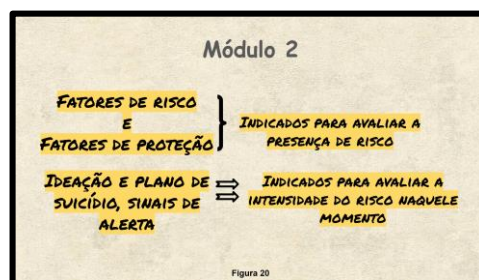 Módulo 2
FATORES DE RISCO
E
FATORES DE PROTEÇÃO
INDICADOS PARA AVALIAR A
PRESENÇA DE RISCO
IDEAÇÃO E PLANO DE
SUICÍDIO, SINAIS DE
ALERTA
INDICADOS PARA AVALIAR A
INTENSIDADE DO RISCO NAQUELE
MOMENTO
Figura 20